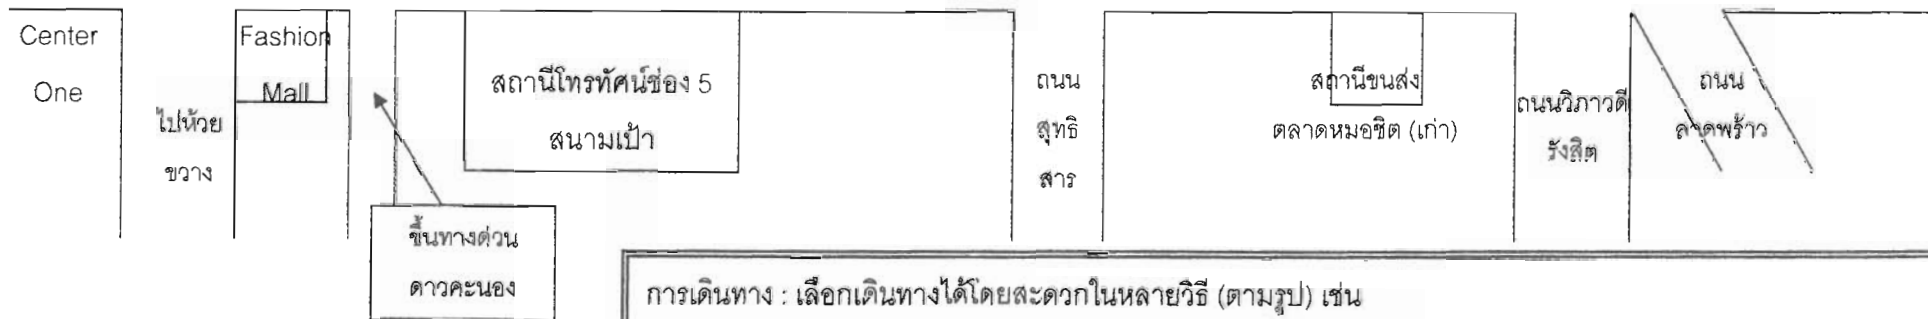 Center
One
ไปห้วย
ขวาง
Fashion
Mall
ขึ้นทางด่วน
ดาวคะนอง
สถานีโทรทัศน์ช่อง 5
สนามเป้า
ถนน
สุทธิ
สาร
สถานีขนส่ง
ตลาดหมอชิต (เก่า)
ถนนวิภาวดี
รังสิต
ถนน
ลาดพร้าว
การเดินทาง : เลือกเดินทางได้โดยสะดวกในหลายวิธี (ตามรูป) เช่น